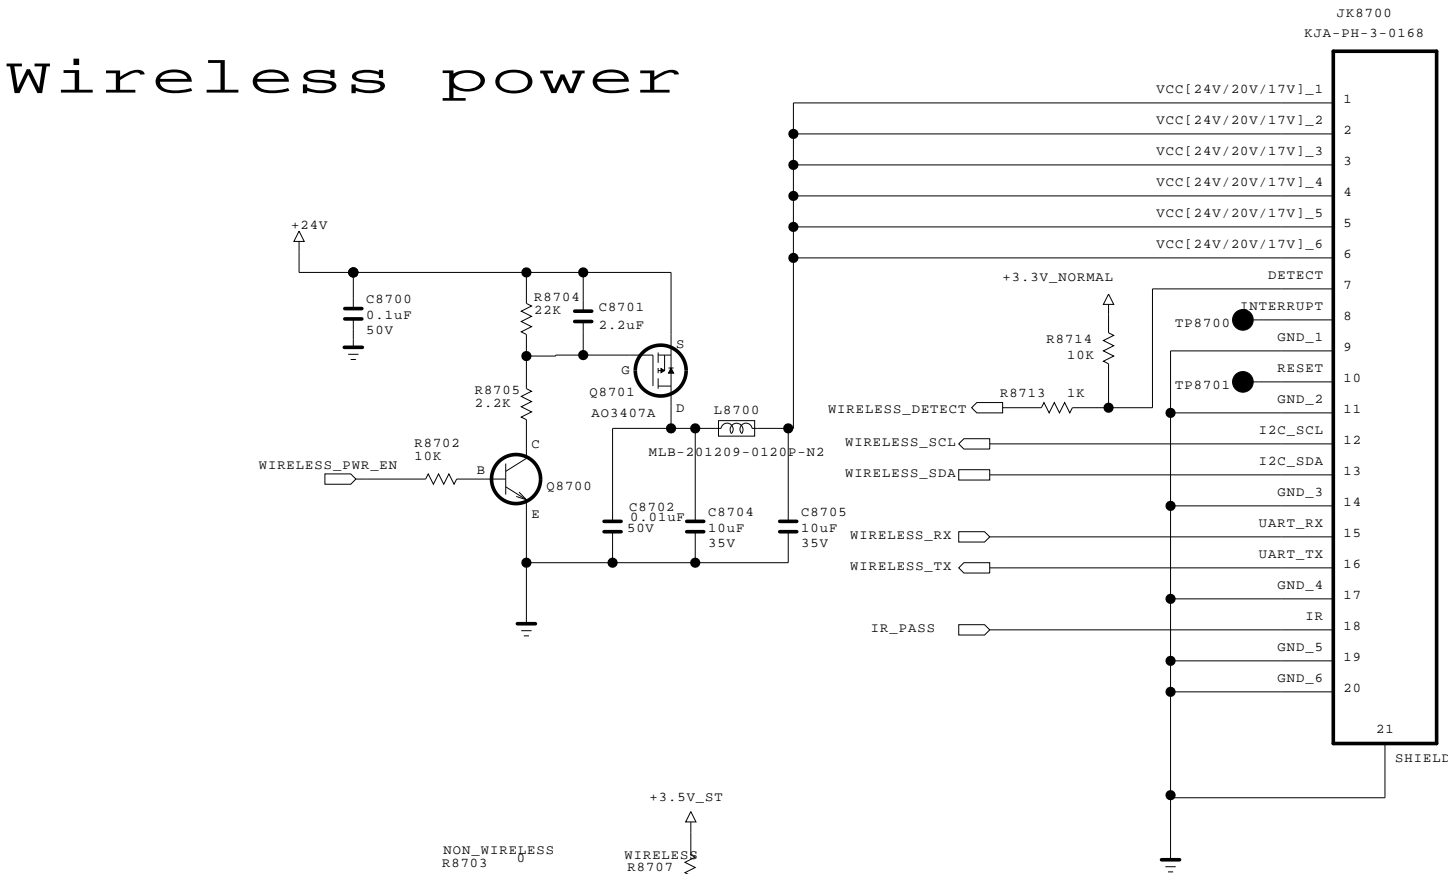 Wireless power
JK8700
KJA-PH-3-0168
VCC[24V/20V/17V]_1
1
VCC[24V/20V/17V]_2
2
VCC[24V/20V/17V]_3
3
VCC[24V/20V/17V]_4
4
VCC[24V/20V/17V]_5
5
VCC[24V/20V/17V]_6
6
DETECT
7
INTERRUPT
8
TP8700
GND_1
9
RESET
10
TP8701
GND_2
11
I2C_SCL
12
I2C_SDA
13
GND_3
14
UART_RX
15
UART_TX
16
GND_4
17
IR
18
GND_5
19
GND_6
20
21
SHIELD
+3.3V_NORMAL
R8714
10K
R8713 1K
WIRELESS_DETECT
WIRELESS_SCL
WIRELESS_SDA
WIRELESS_RX
WIRELESS_TX
IR_PASS
+24V
C8700
0.1uF
50V
R8704
22K
C8701
2.2uF
S
G
D
Q8701
AO3407A
R8705
2.2K
L8700
MLB-201209-0120P-N2
R8702
10K
WIRELESS_PWR_EN
C
B
E
Q8700
C8702
0.01uF
50V
C8704
10uF
35V
C8705
10uF
35V
+3.5V_ST
NON_WIRELESS
R8703
0
WIRELESS
R8707